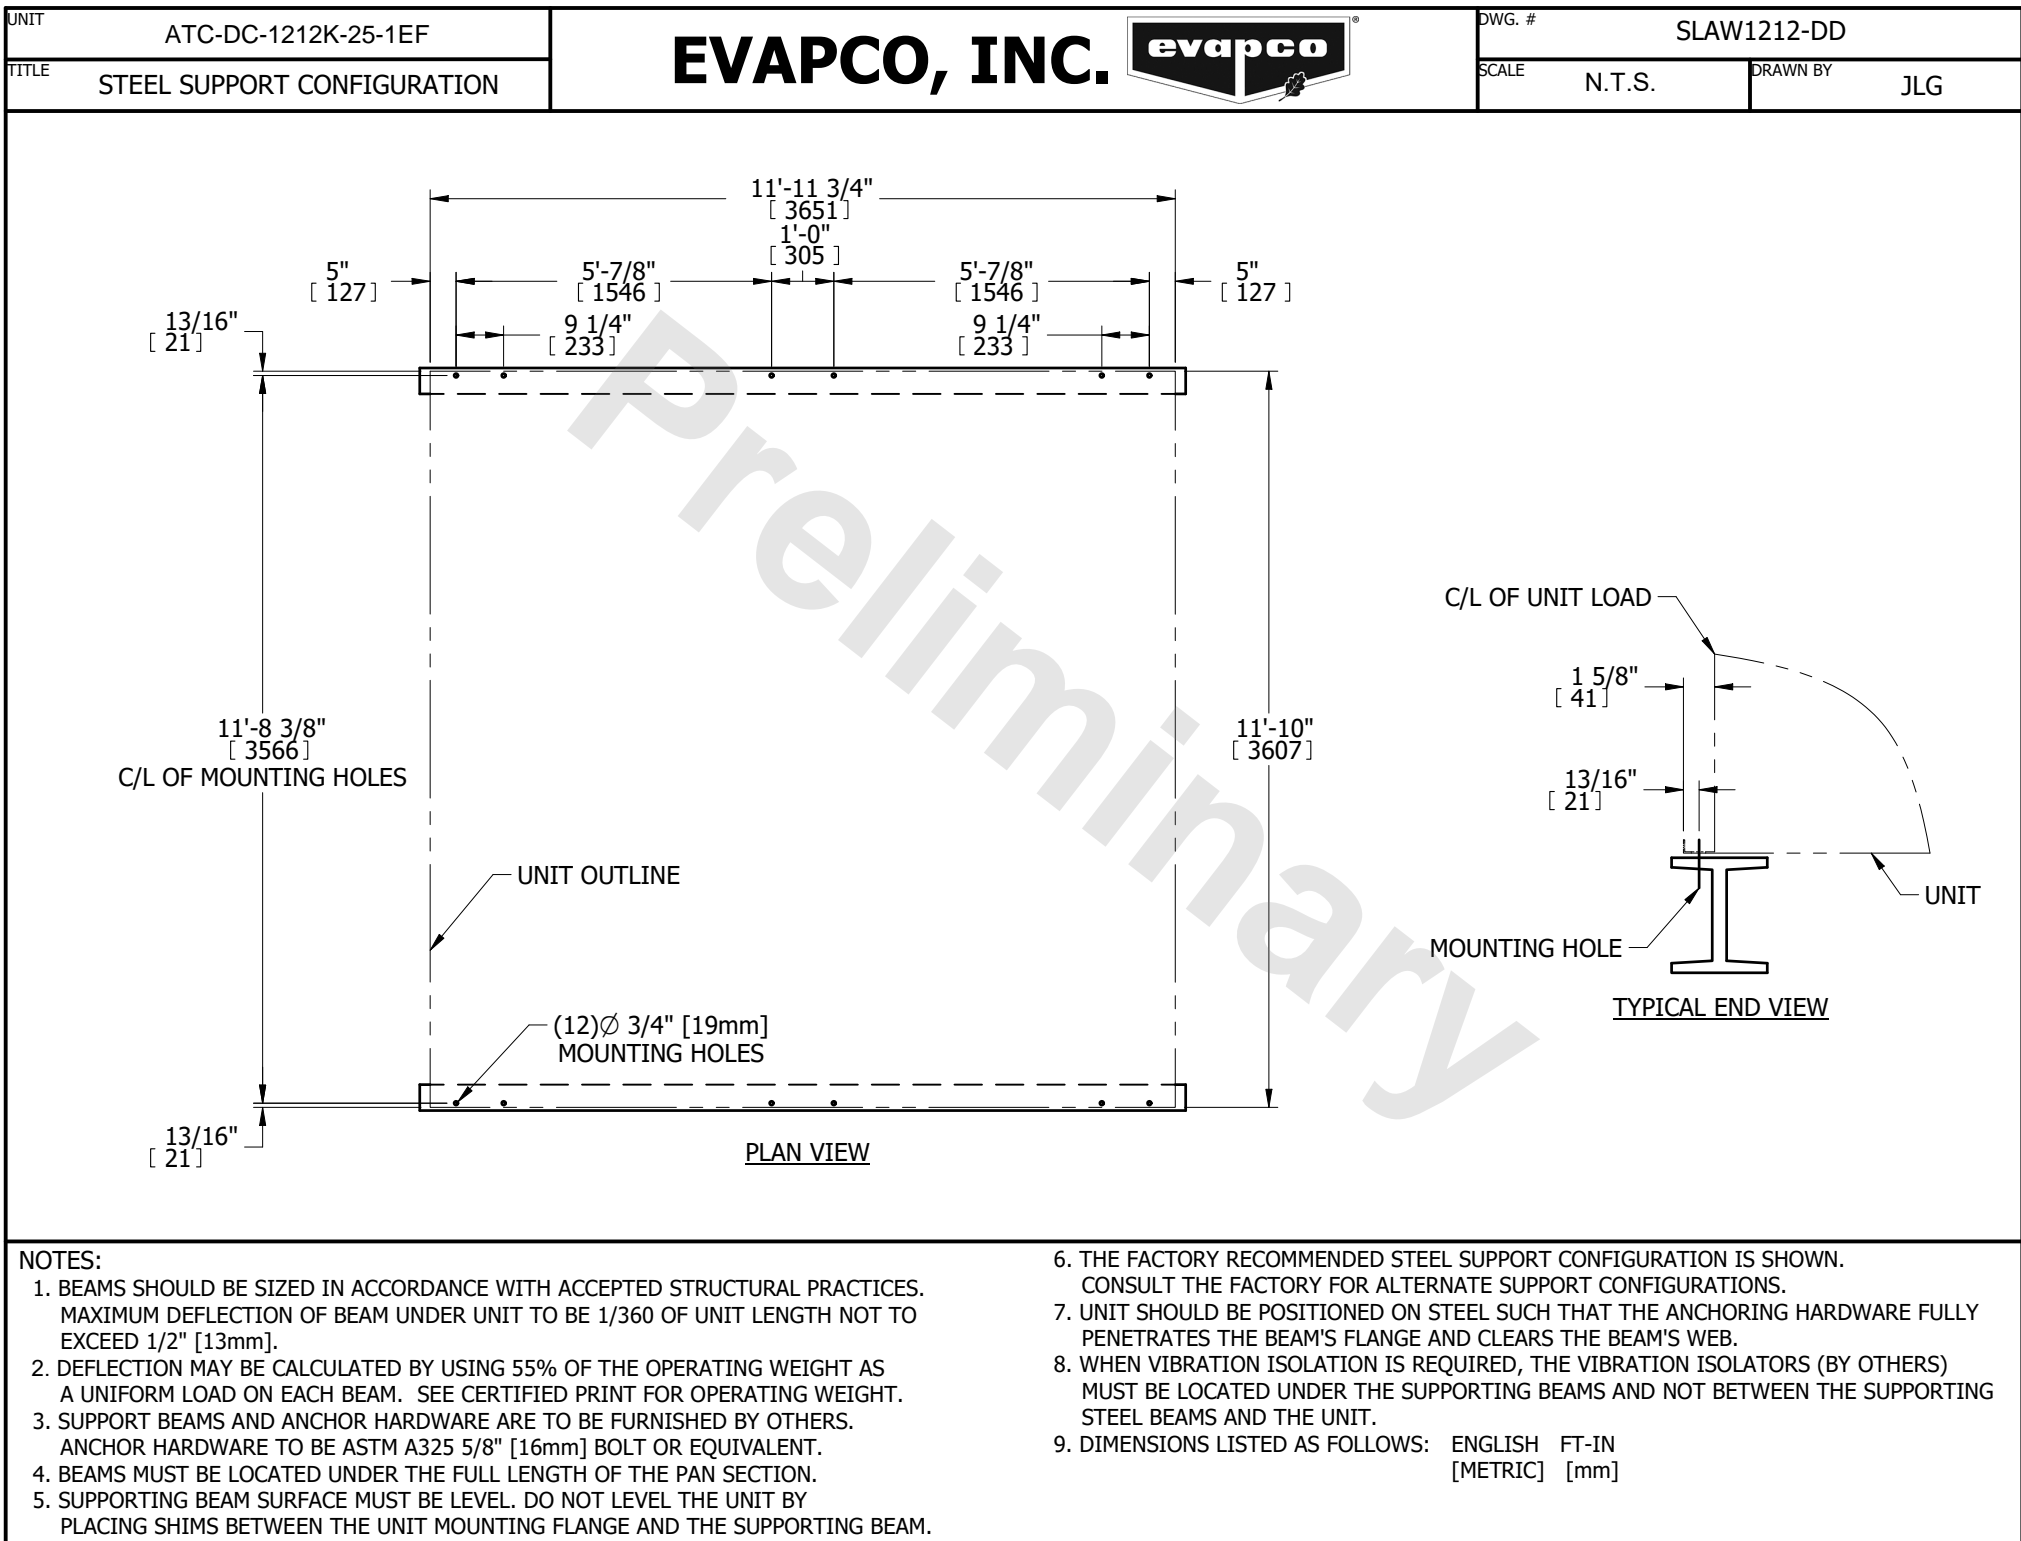 UNIT
ATC-DC-1212K-25-1EF
TITLE
STEEL SUPPORT CONFIGURATION
EVAPCO, INC.
evapco
®
DWG. #
SLAW1212-DD
SCALE
N.T.S.
DRAWN BY
JLG
11'-11 3/4"
[ 3651]
1'-0"
[ 305 ]
5"
[ 127]
5'-7/8"
[ 1546 ]
5'-7/8"
[ 1546 ]
5"
[ 127 ]
13/16"
[ 21]
9 1/4"
[ 233]
9 1/4"
[ 233 ]
Preliminary
11'-8 3/8"
[ 3566]
C/L OF MOUNTING HOLES
11'-10"
[ 3607]
UNIT OUTLINE
(12)∅ 3/4" [19mm]
MOUNTING HOLES
13/16"
[ 21]
PLAN VIEW
C/L OF UNIT LOAD
1 5/8"
[ 41]
13/16"
[ 21]
UNIT
MOUNTING HOLE
TYPICAL END VIEW
NOTES:
1. BEAMS SHOULD BE SIZED IN ACCORDANCE WITH ACCEPTED STRUCTURAL PRACTICES.
MAXIMUM DEFLECTION OF BEAM UNDER UNIT TO BE 1/360 OF UNIT LENGTH NOT TO
EXCEED 1/2" [13mm].
2. DEFLECTION MAY BE CALCULATED BY USING 55% OF THE OPERATING WEIGHT AS
A UNIFORM LOAD ON EACH BEAM. SEE CERTIFIED PRINT FOR OPERATING WEIGHT.
3. SUPPORT BEAMS AND ANCHOR HARDWARE ARE TO BE FURNISHED BY OTHERS.
ANCHOR HARDWARE TO BE ASTM A325 5/8" [16mm] BOLT OR EQUIVALENT.
4. BEAMS MUST BE LOCATED UNDER THE FULL LENGTH OF THE PAN SECTION.
5. SUPPORTING BEAM SURFACE MUST BE LEVEL. DO NOT LEVEL THE UNIT BY
PLACING SHIMS BETWEEN THE UNIT MOUNTING FLANGE AND THE SUPPORTING BEAM.
6. THE FACTORY RECOMMENDED STEEL SUPPORT CONFIGURATION IS SHOWN.
CONSULT THE FACTORY FOR ALTERNATE SUPPORT CONFIGURATIONS.
7. UNIT SHOULD BE POSITIONED ON STEEL SUCH THAT THE ANCHORING HARDWARE FULLY
PENETRATES THE BEAM'S FLANGE AND CLEARS THE BEAM'S WEB.
8. WHEN VIBRATION ISOLATION IS REQUIRED, THE VIBRATION ISOLATORS (BY OTHERS)
MUST BE LOCATED UNDER THE SUPPORTING BEAMS AND NOT BETWEEN THE SUPPORTING
STEEL BEAMS AND THE UNIT.
9. DIMENSIONS LISTED AS FOLLOWS: ENGLISH FT-IN
[METRIC] [mm]